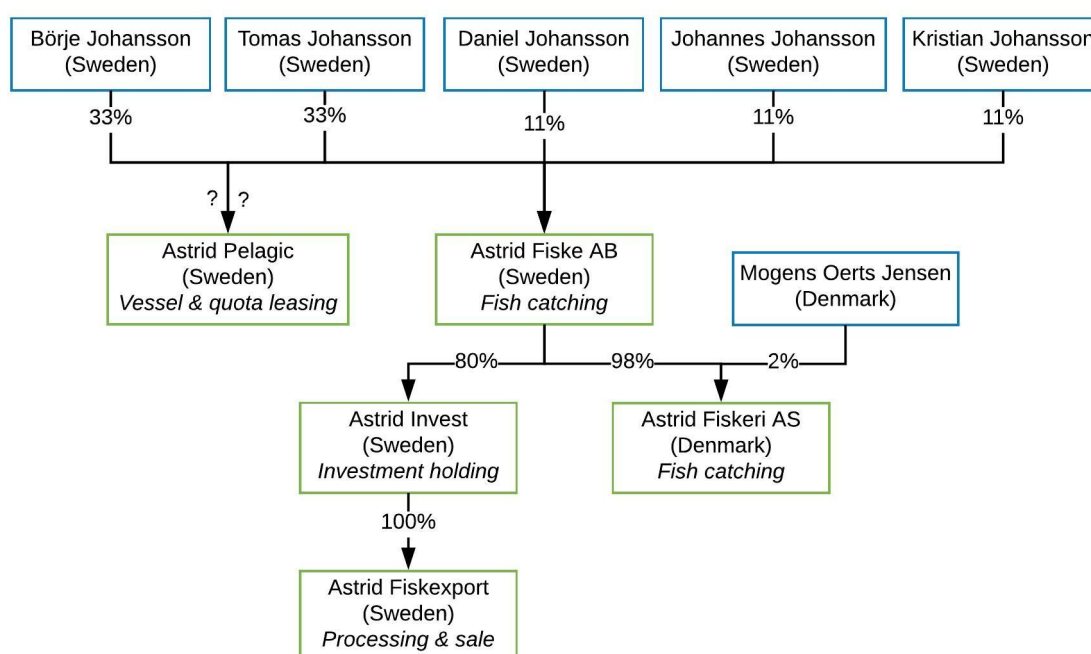 Börje Johansson
(Sweden)
Tomas Johansson
(Sweden)
Daniel Johansson
(Sweden)
Johannes Johansson
(Sweden)
Kristian Johansson
(Sweden)
33%
33%
11%
11%
11%
? ?
Astrid Pelagic
(Sweden)
Vessel & quota leasing
Astrid Fiske AB
(Sweden)
Fish catching
Mogens Oerts Jensen
(Denmark)
80%
98%
2%
Astrid Invest
(Sweden)
Investment holding
Astrid Fiskeri AS
(Denmark)
Fish catching
100%
Astrid Fiskexport
(Sweden)
Processing & sale